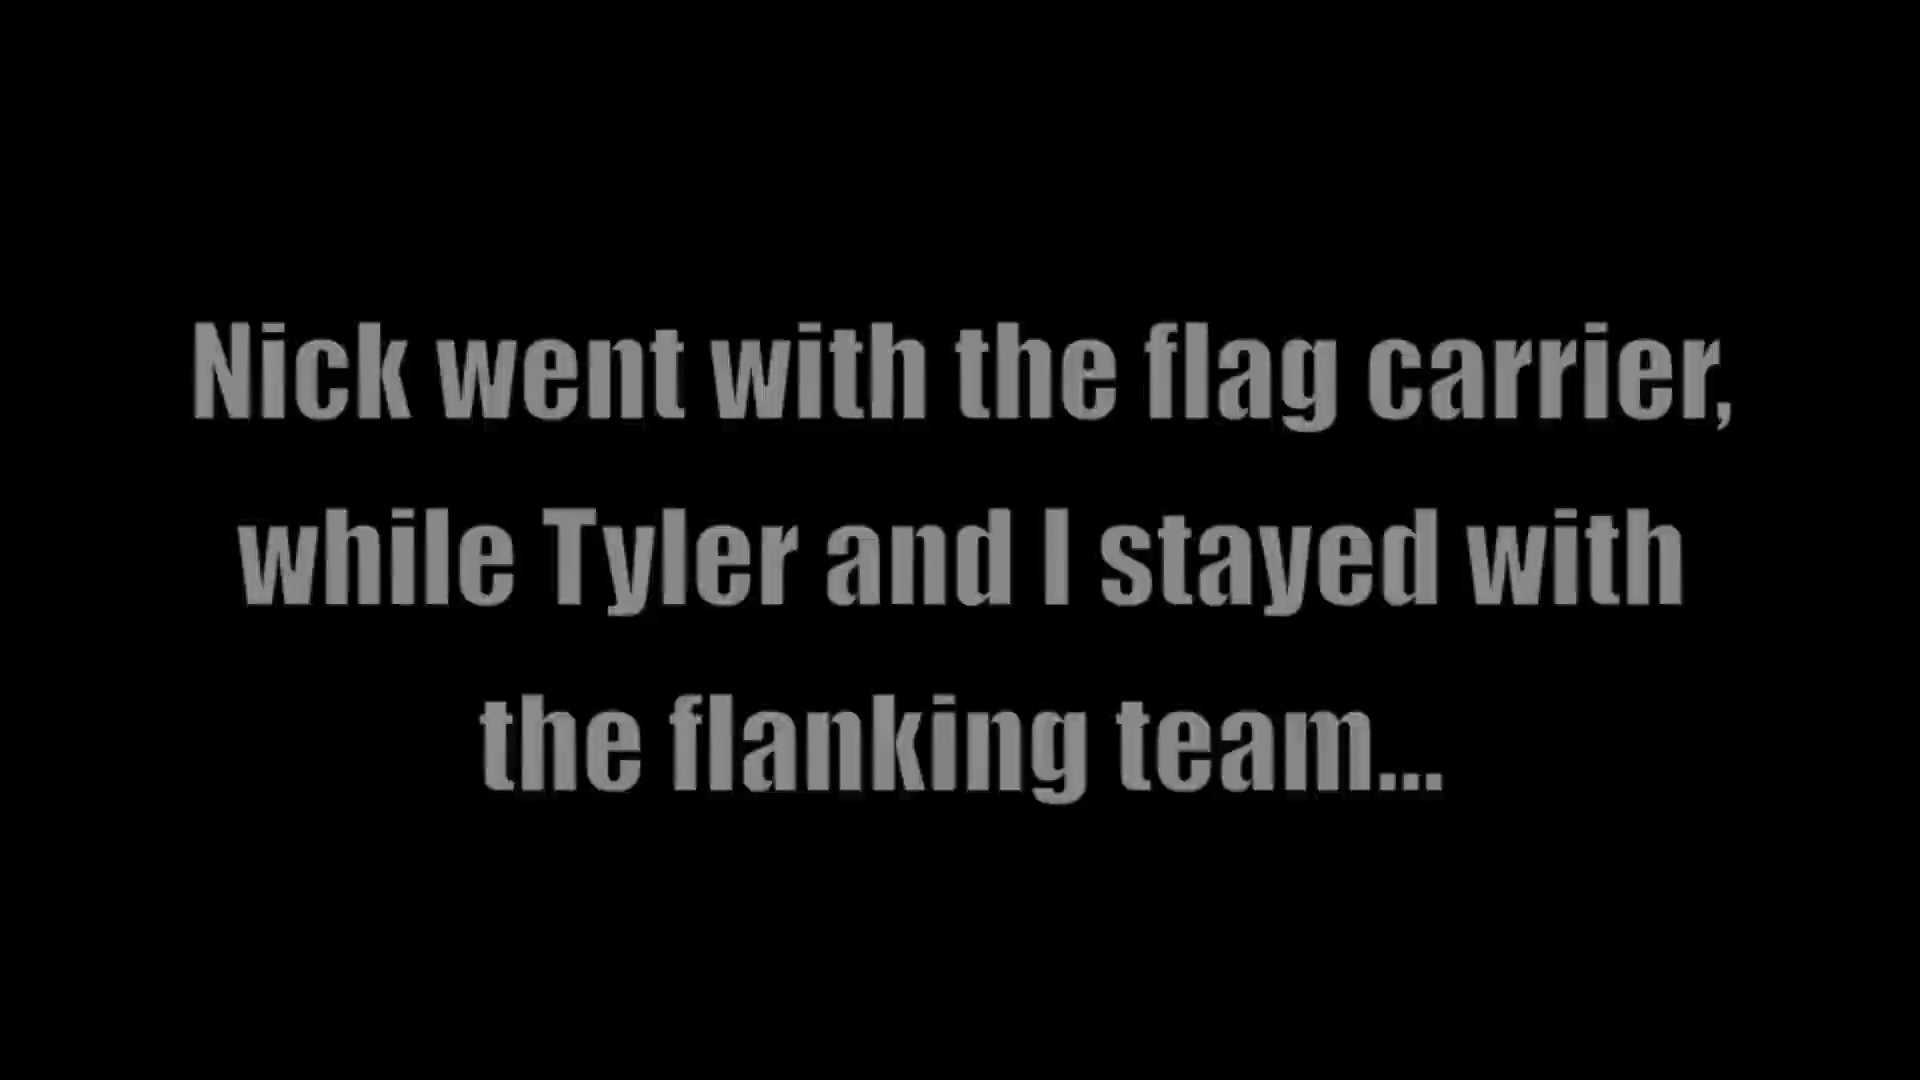 Nick went with the flag carrier,
while Tyler and I stayed with
the flanking team...